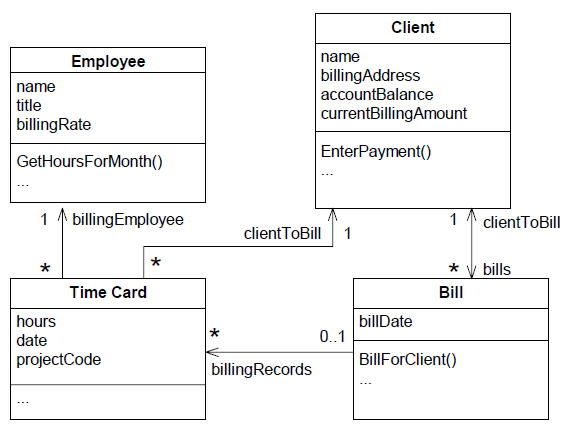 Employee
name
title
billingRate
GetHoursForMonth()
...
Client
name
billingAddress
accountBalance
currentBillingAmount
EnterPayment()
...
1 billingEmployee
*
clientToBill 1
*
1 clientToBill
* bills
Time Card
hours
date
projectCode
...
* 0..1
billingRecords
Bill
billDate
BillForClient()
...